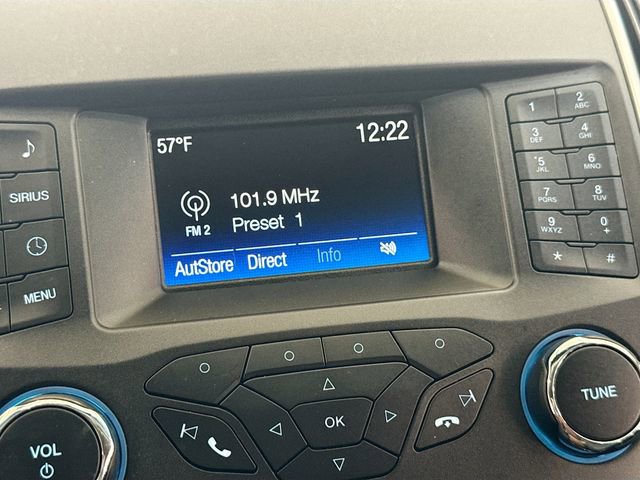 57°F 12:22
101.9 MHz
FM 2 Preset 1
AutStore Direct Info
SIRIUS
MENU
1 2 ABC
3 DEF 4 GHI
5 JKL 6 MNO
7 PQRS 8 TUV
9 WXYZ 0 +
* #
OK
VOL
TUNE